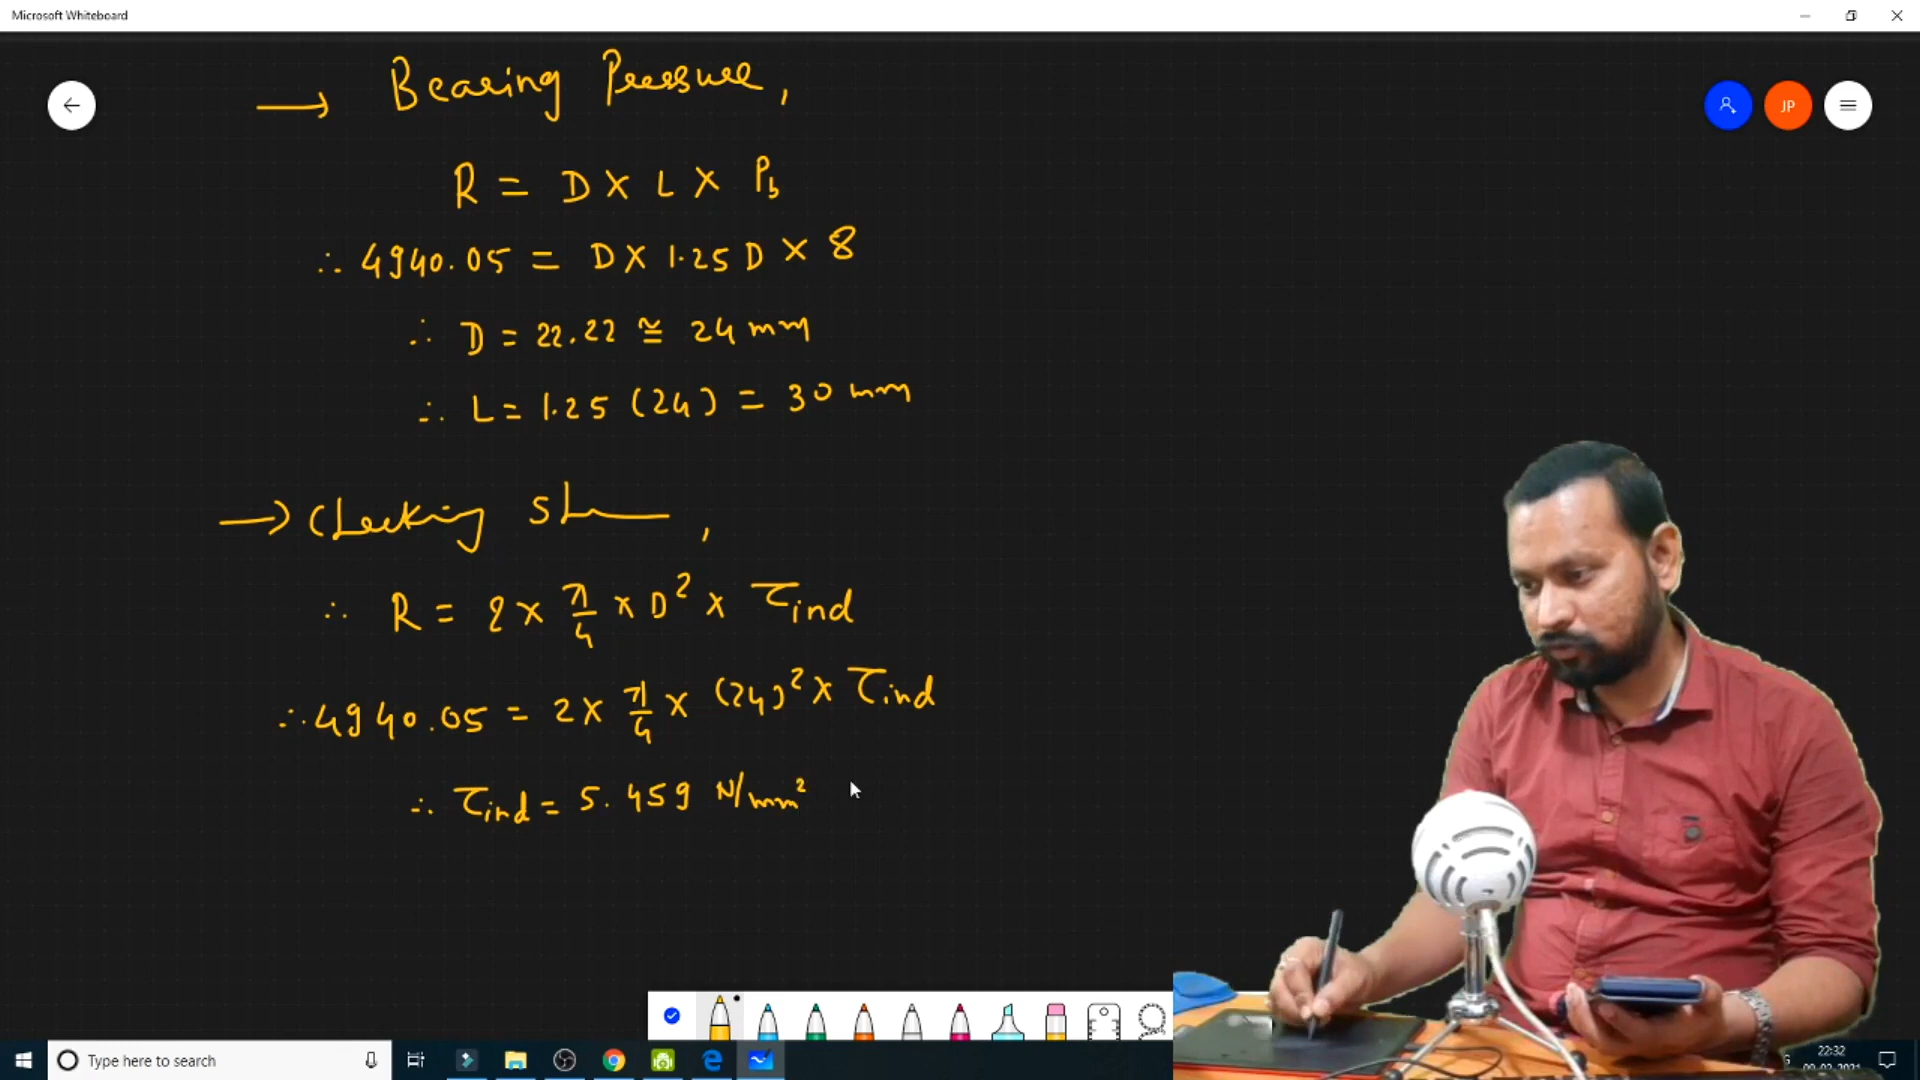 Microsoft Whiteboard
→ Bearing Pressure,
JP
R = D × L × Pb
∴ 4940.05 = D × 1.25 D × 8
∴ D = 22.22 ≅ 24 mm
∴ L = 1.25 (24) = 30 mm
→ Checking
∴ R = 2 × π/4 × D² × τind
∴ 4940.05 = 2 × π/4 × (24)² × τind
∴ τind = 5.459 N/mm²
Type here to search
22:32